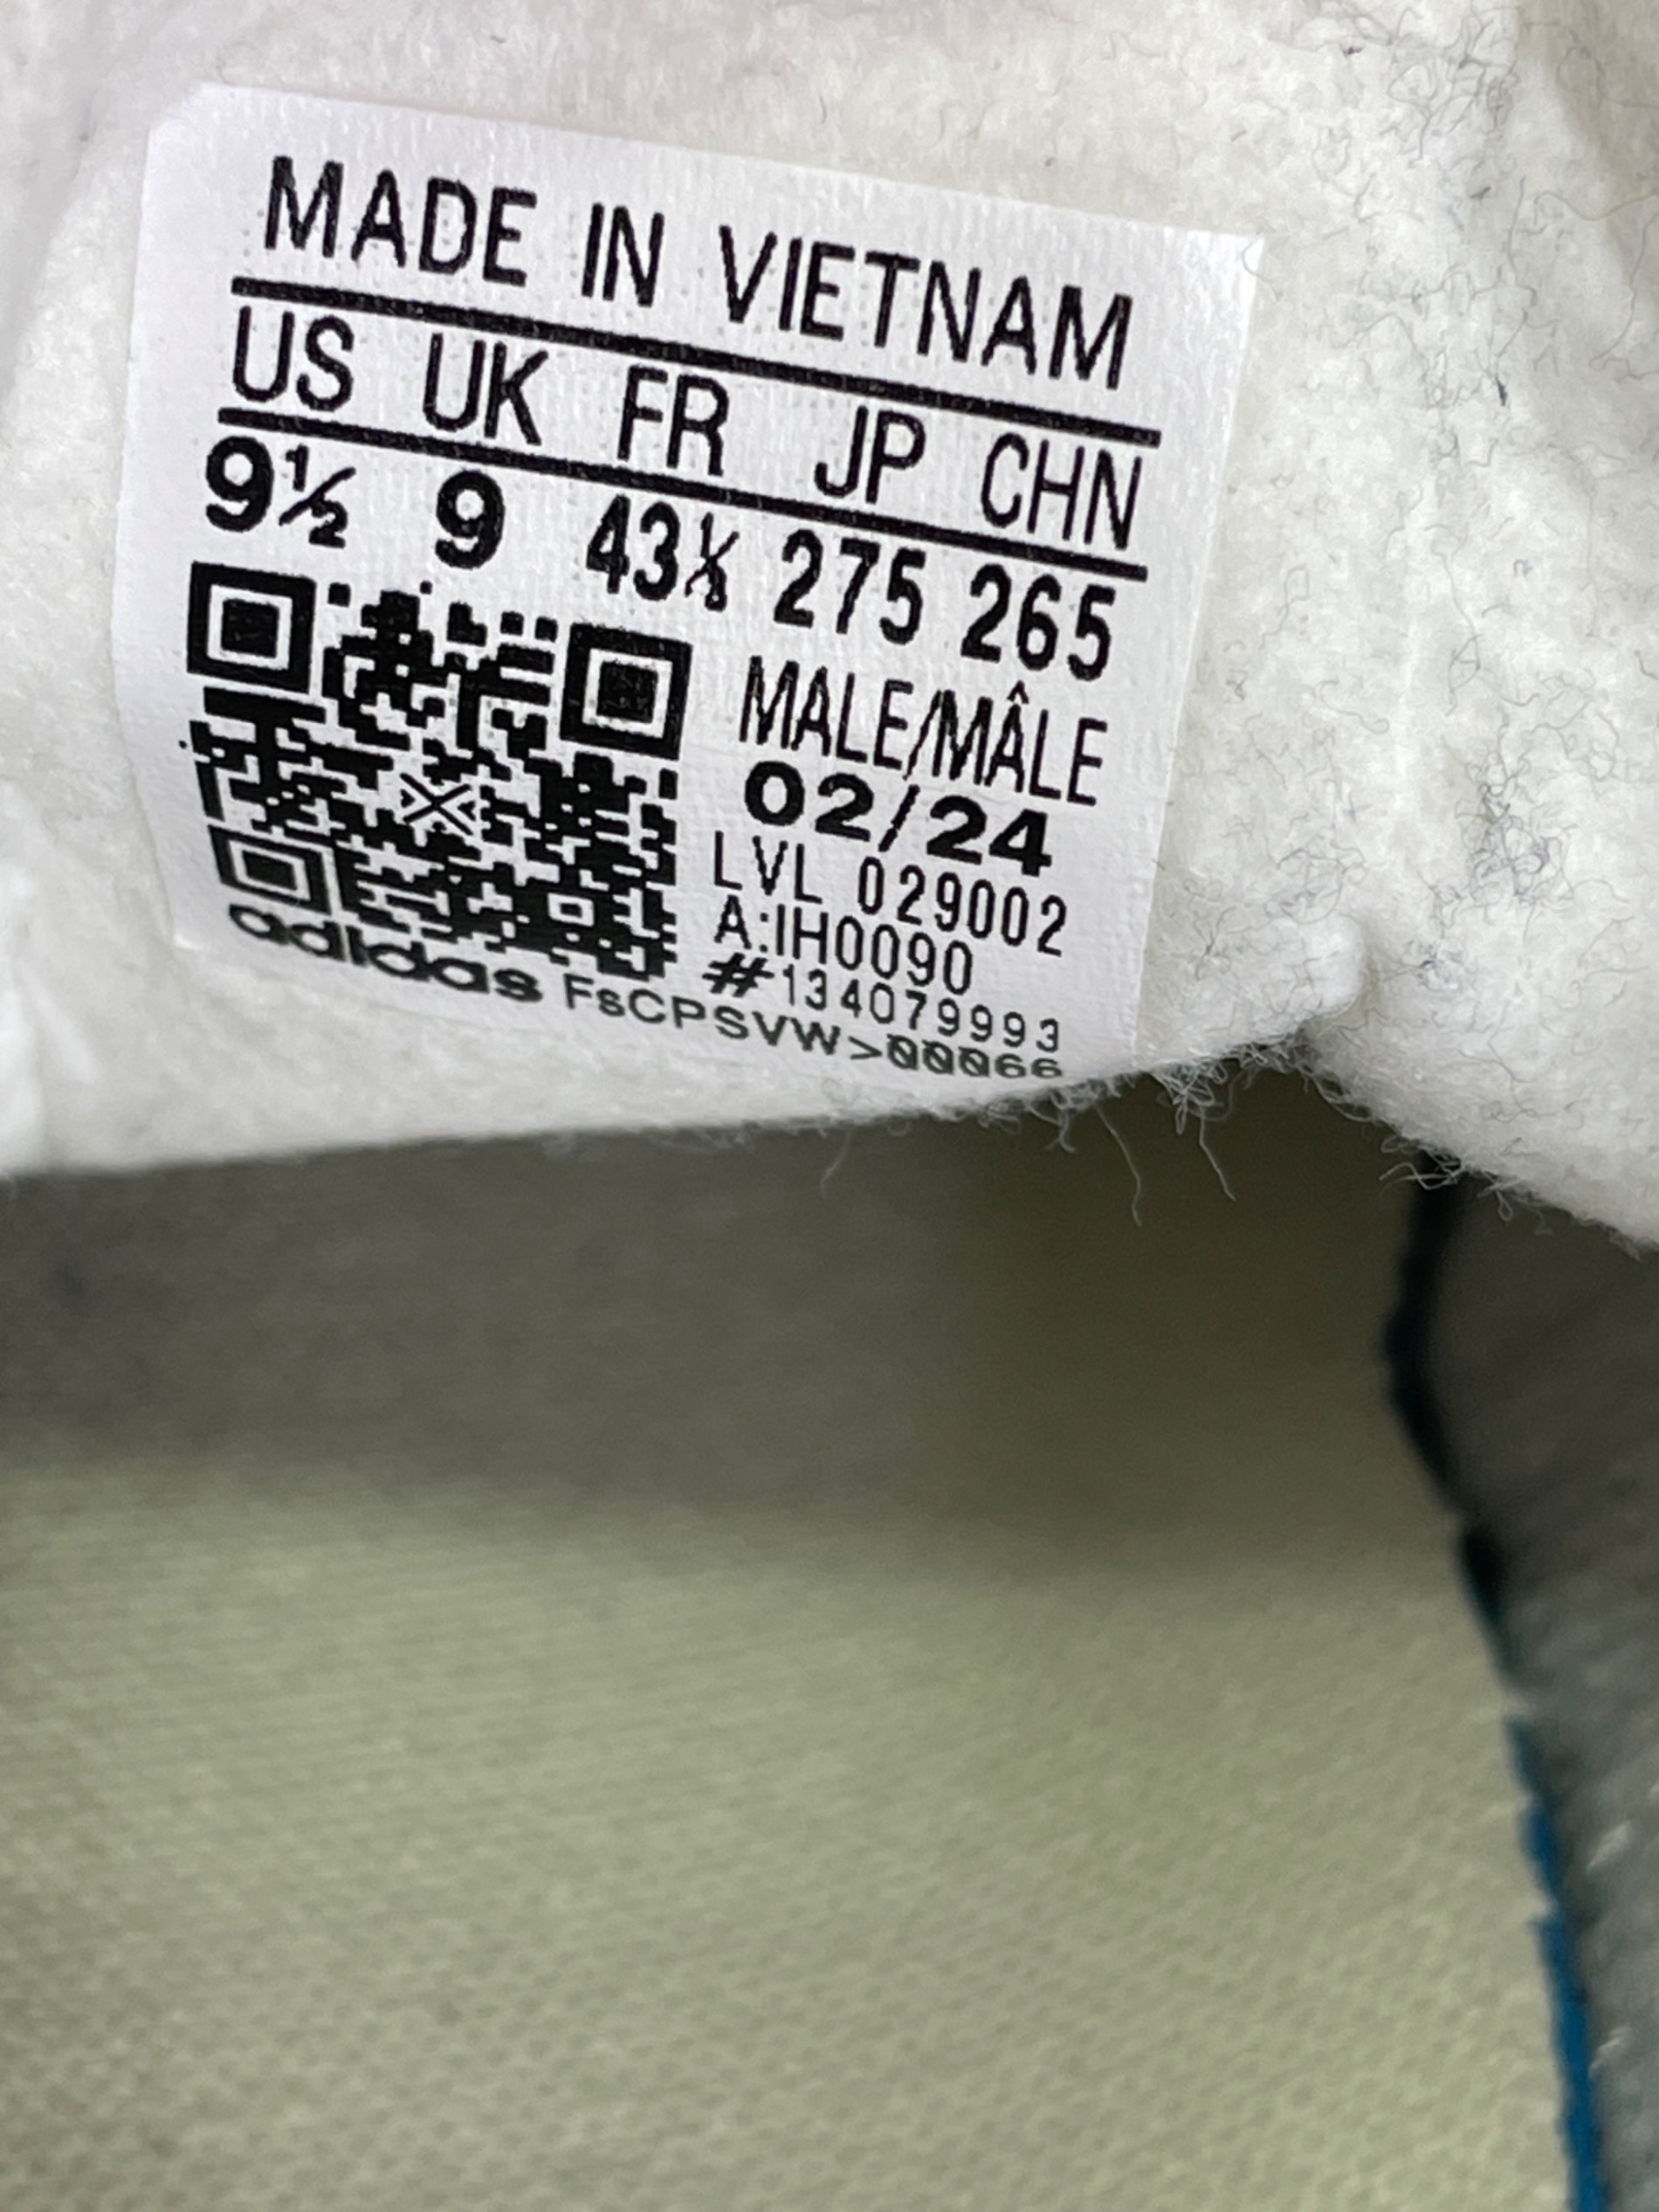 MADE IN VIETNAM
US UK FR JP CHN
9½ 9 43⅓ 275 265
MALE/MÂLE
02/24
LVL 029002
A:IH0090
#134079993
adidas FsCPSVW>00066